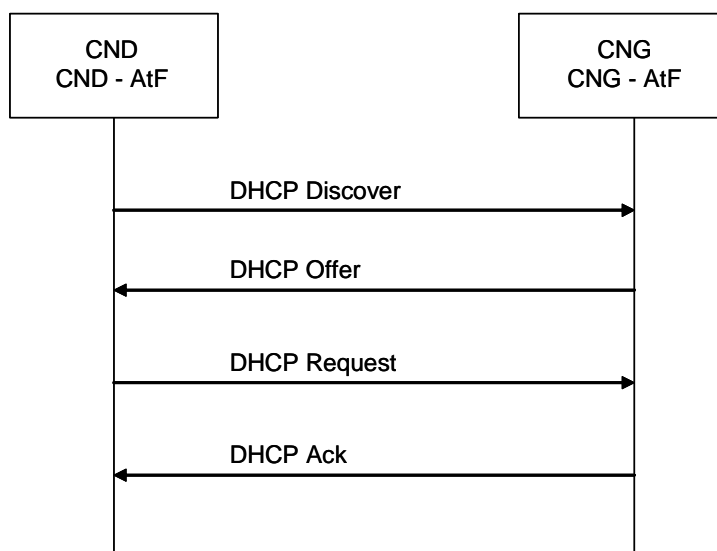 CND
CND - AtF
CNG
CNG - AtF
DHCP Discover
DHCP Offer
DHCP Request
DHCP Ack